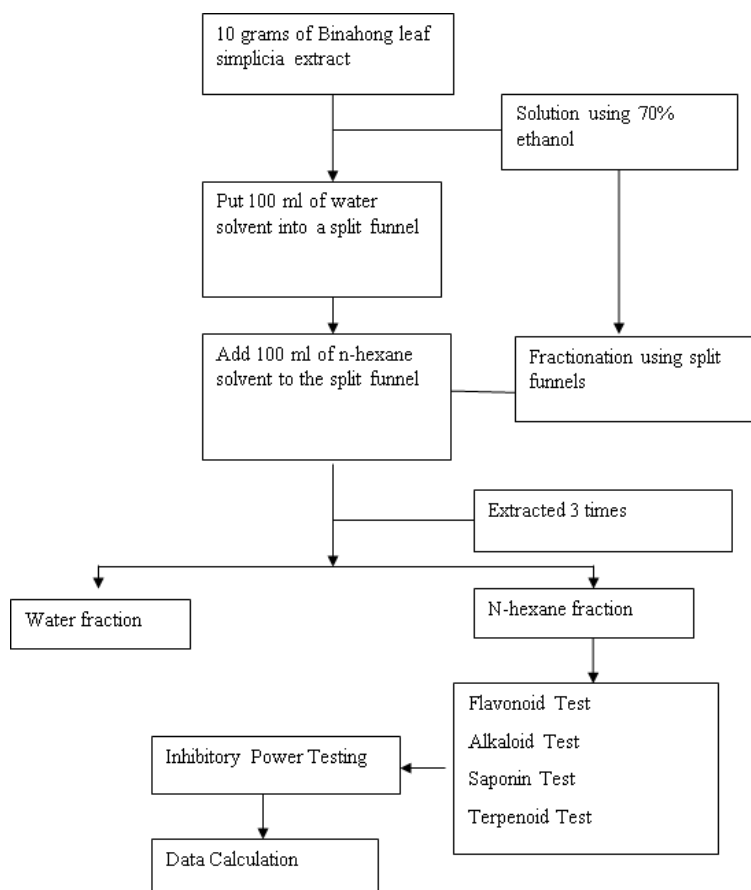 10 grams of Binahong leaf
simplicia extract
Solution using 70%
ethanol
Put 100 ml of water
solvent into a split funnel
Add 100 ml of n-hexane
solvent to the split funnel
Fractionation using split
funnels
Extracted 3 times
Water fraction
N-hexane fraction
Flavonoid Test
Alkaloid Test
Saponin Test
Terpenoid Test
Inhibitory Power Testing
Data Calculation